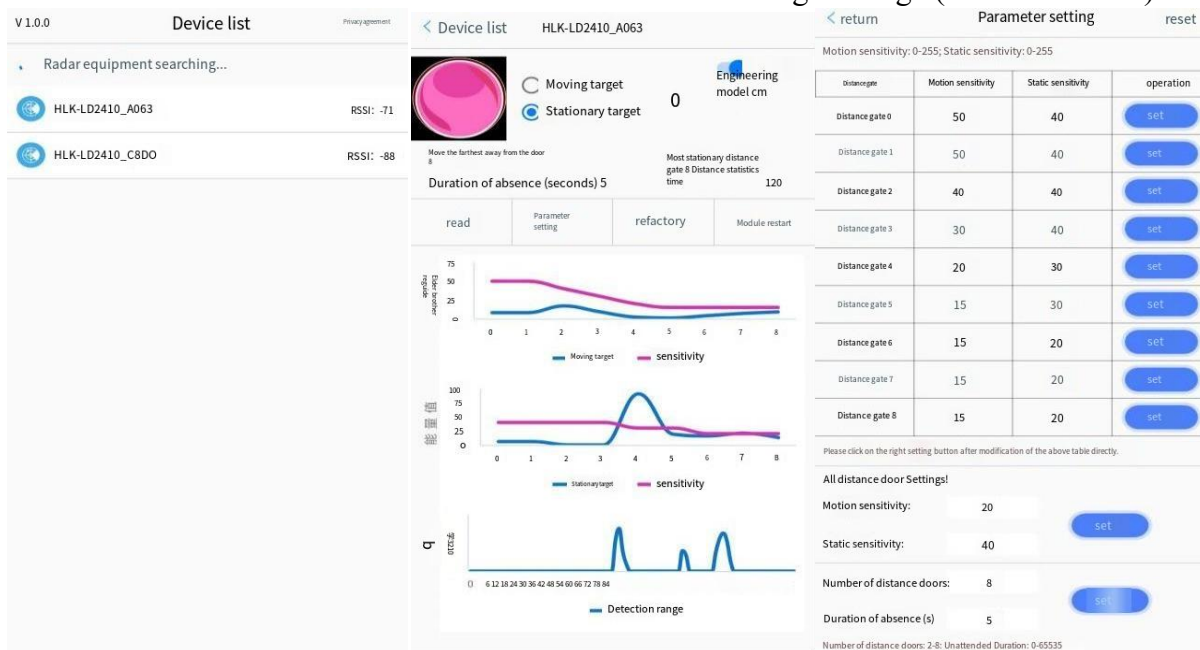 V 1.0.0
Device list
Privacy agreement
Radar equipment searching...
HLK-LD2410_A063
RSSI: -71
HLK-LD2410_C8DO
RSSI: -88
Device list
HLK-LD2410_A063
Moving target
Stationary target
0
Engineering
model cm
Move the farthest away from the door
8
Most stationary distance
gate 8 Distance statistics
time
120
Duration of absence (seconds) 5
read
Parameter
setting
refactory
Module restart
Elder brother
reguide
75
50
25
0
0 1 2 3 4 5 6 7 8
Moving target
sensitivity
能量值
100
75
50
25
0
0 1 2 3 4 5 6 7 8
Stationary target
sensitivity
0 6 12 18 24 30 36 42 48 54 60 66 72 78 84
Detection range
return
Parameter setting
reset
Motion sensitivity: 0-255; Static sensitivity: 0-255
Distance gate
Motion sensitivity
Static sensitivity
operation
Distance gate 0 50 40 set
Distance gate 1 50 40 set
Distance gate 2 40 40 set
Distance gate 3 30 40 set
Distance gate 4 20 30 set
Distance gate 5 15 30 set
Distance gate 6 15 20 set
Distance gate 7 15 20 set
Distance gate 8 15 20 set
Please click on the right setting button after modification of the above table directly.
All distance door Settings!
Motion sensitivity: 20
set
Static sensitivity: 40
Number of distance doors: 8
set
Duration of absence (s) 5
Number of distance doors: 2-8: Unattended Duration: 0-65535